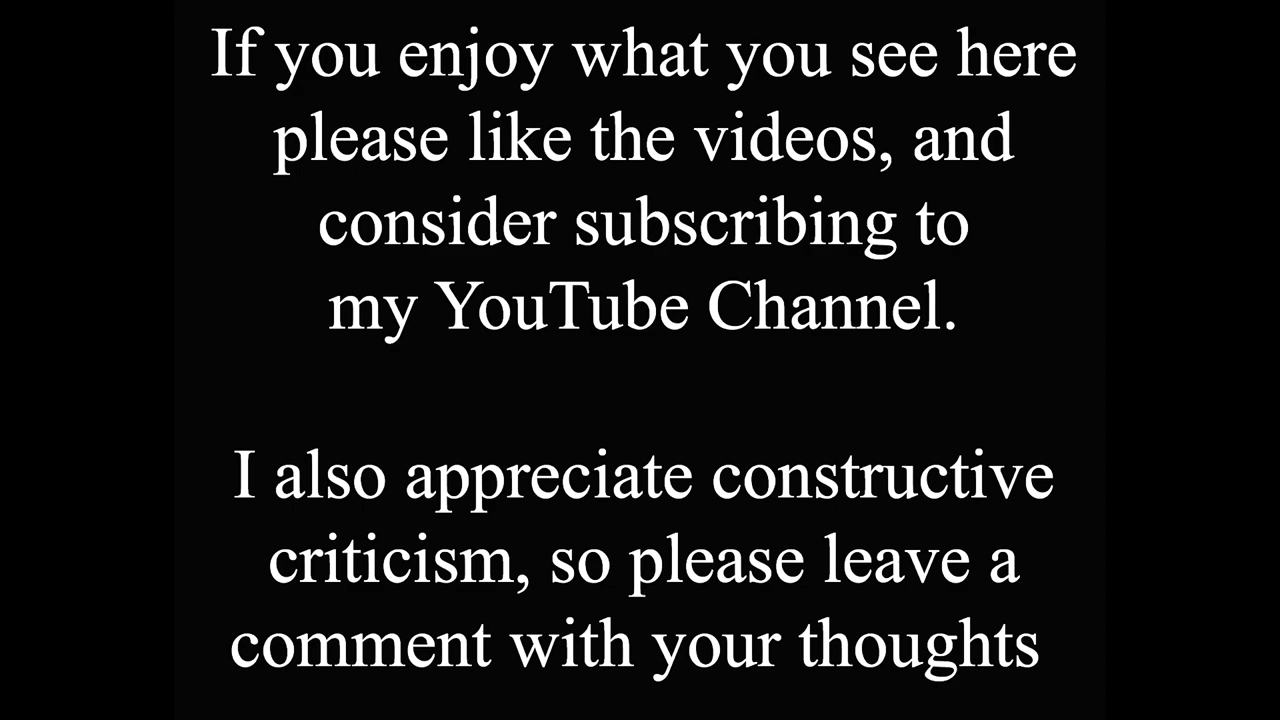 If you enjoy what you see here
please like the videos, and
consider subscribing to
my YouTube Channel.
I also appreciate constructive
criticism, so please leave a
comment with your thoughts